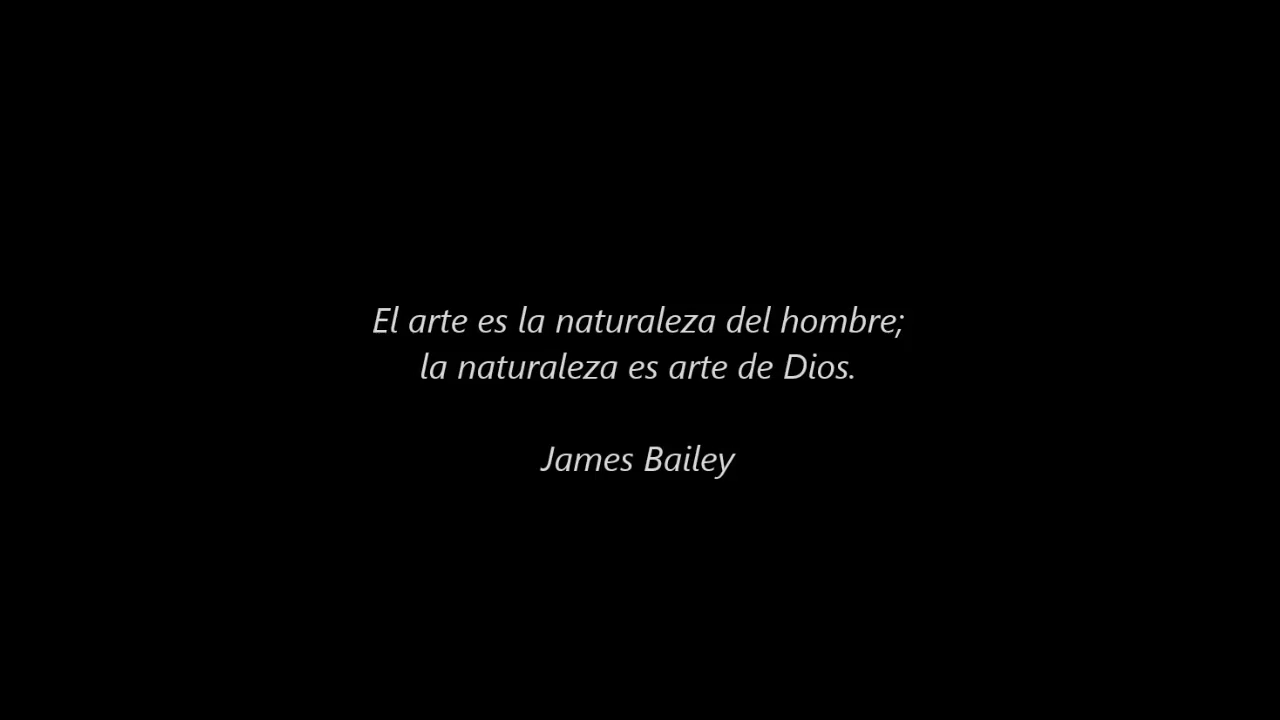 El arte es la naturaleza del hombre;
la naturaleza es arte de Dios.
James Bailey